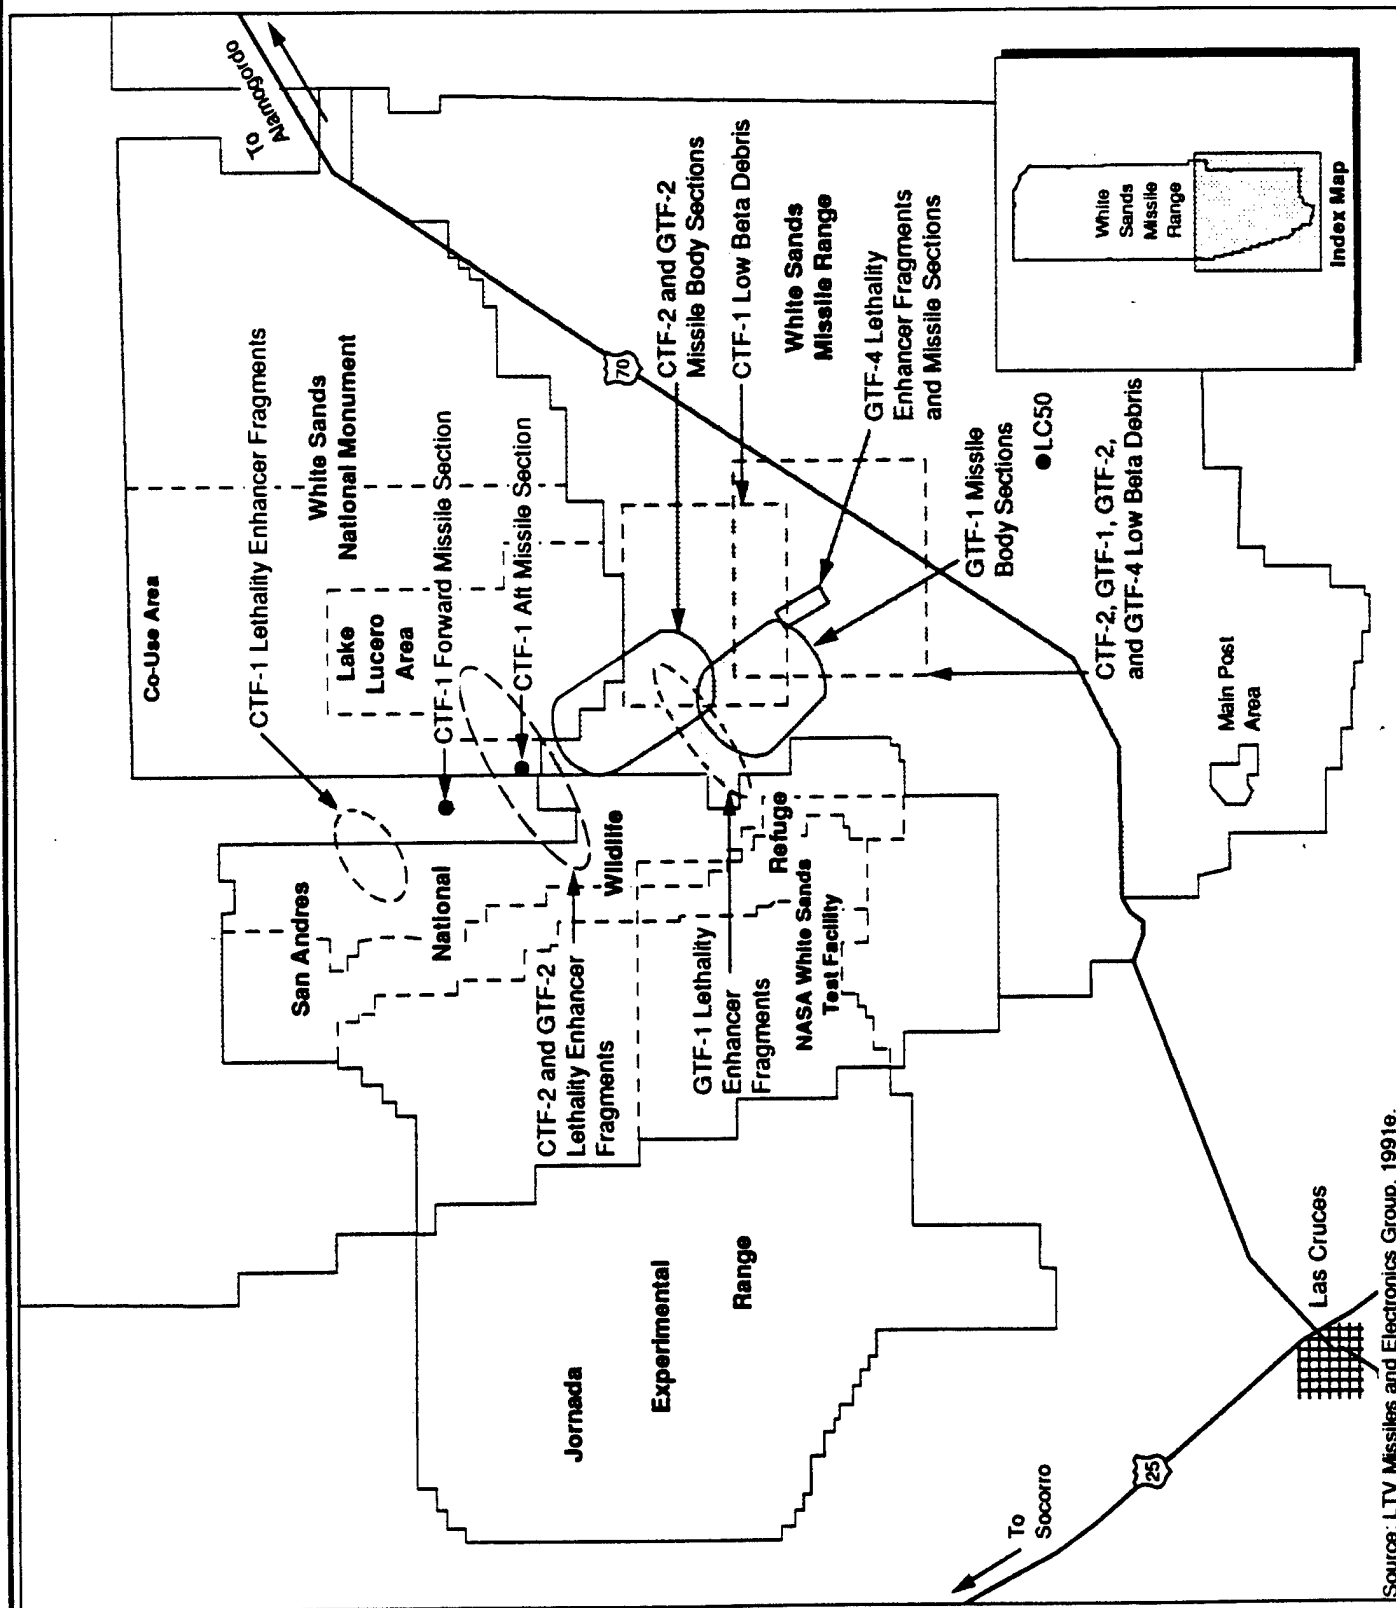 To
Alamogordo
Co-Use Area
CTF-1 Lethality Enhancer Fragments
White Sands
National Monument
Lake
Lucero
Area
CTF-1 Forward Missile Section
CTF-1 Aft Missile Section
San Andres
National
Wildlife
Refuge
CTF-2 and GTF-2
Lethality Enhancer
Fragments
GTF-1 Lethality
Enhancer
Fragments
NASA White Sands
Test Facility
70
CTF-2 and GTF-2
Missile Body Sections
CTF-1 Low Beta Debris
White Sands
Missile Range
GTF-4 Lethality
Enhancer Fragments
and Missile Sections
GTF-1 Missile
Body Sections
LC50
CTF-2, GTF-1, GTF-2,
and GTF-4 Low Beta Debris
Main Post
Area
Jornada
Experimental
Range
To
Socorro
25
Las Cruces
White
Sands
Missile
Range
Index Map
Source: LTV Missiles and Electronics Group, 1991e.